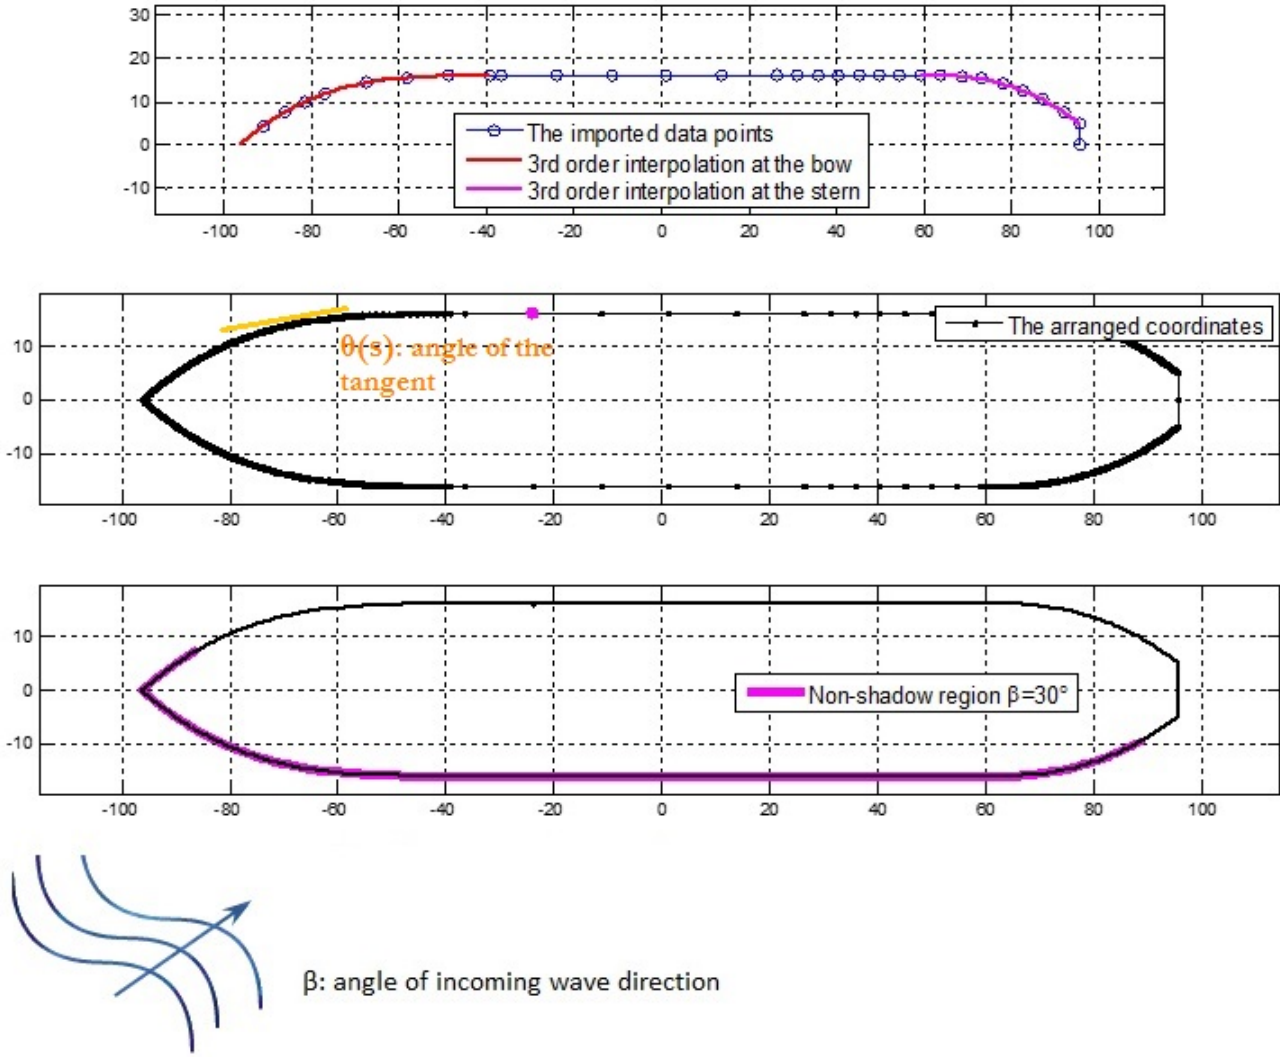 30
20
10
0
-10
The imported data points
3rd order interpolation at the bow
3rd order interpolation at the stern
-100 -80 -60 -40 -20 0 20 40 60 80 100
The arranged coordinates
10
0
-10
θ(s): angle of the
tangent
-100 -80 -60 -40 -20 0 20 40 60 80 100
10
0
-10
Non-shadow region β=30°
-100 -80 -60 -40 -20 0 20 40 60 80 100
β: angle of incoming wave direction